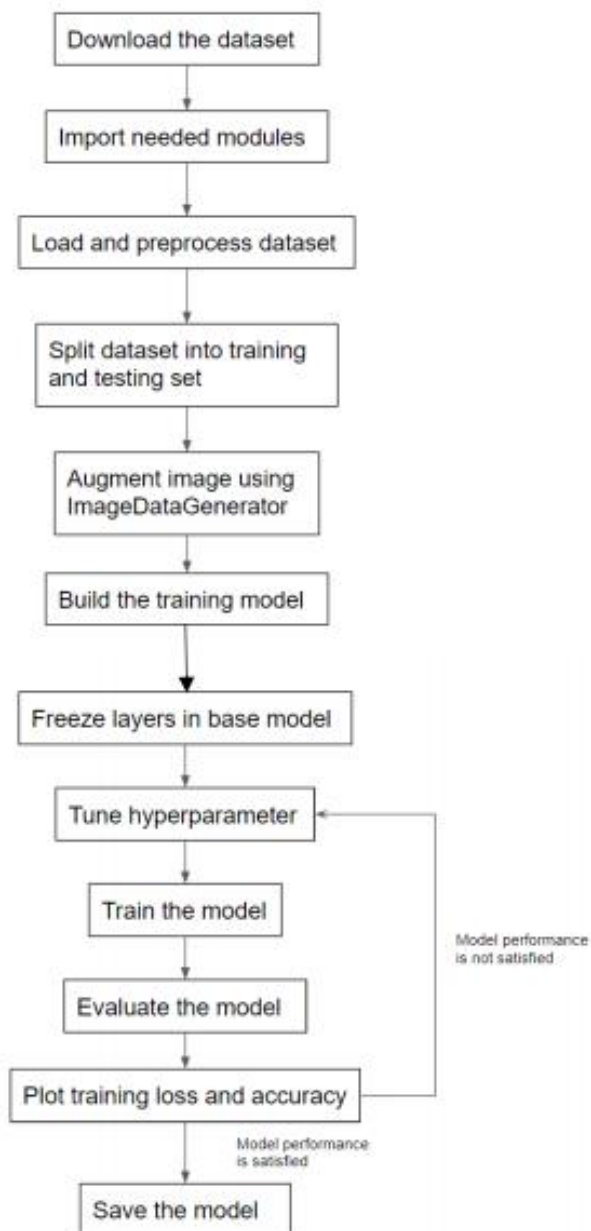 Download the dataset
Import needed modules
Load and preprocess dataset
Split dataset into training
and testing set
Augment image using
ImageDataGenerator
Build the training model
Freeze layers in base model
Tune hyperparameter
Train the model
Model performance
is not satisfied
Evaluate the model
Plot training loss and accuracy
Model performance
is satisfied
Save the model